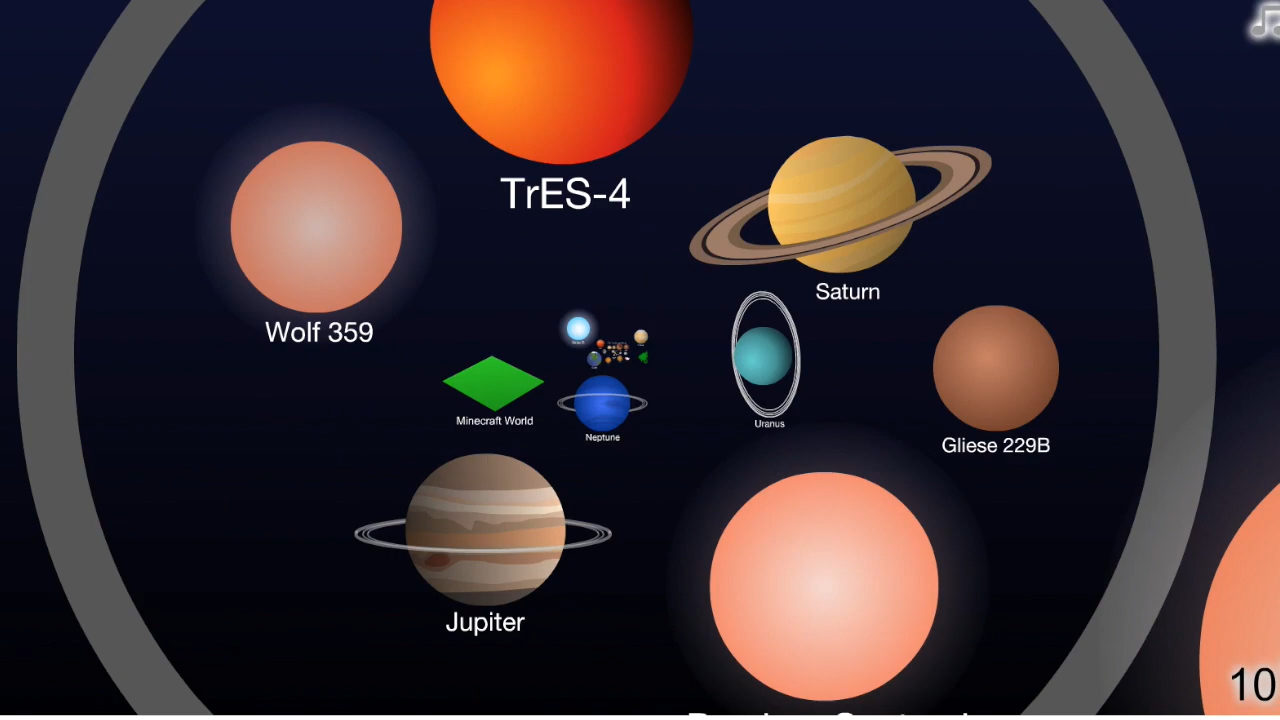 TrES-4
Saturn
Wolf 359
Minecraft World
Neptune
Uranus
Gliese 229B
Jupiter
10